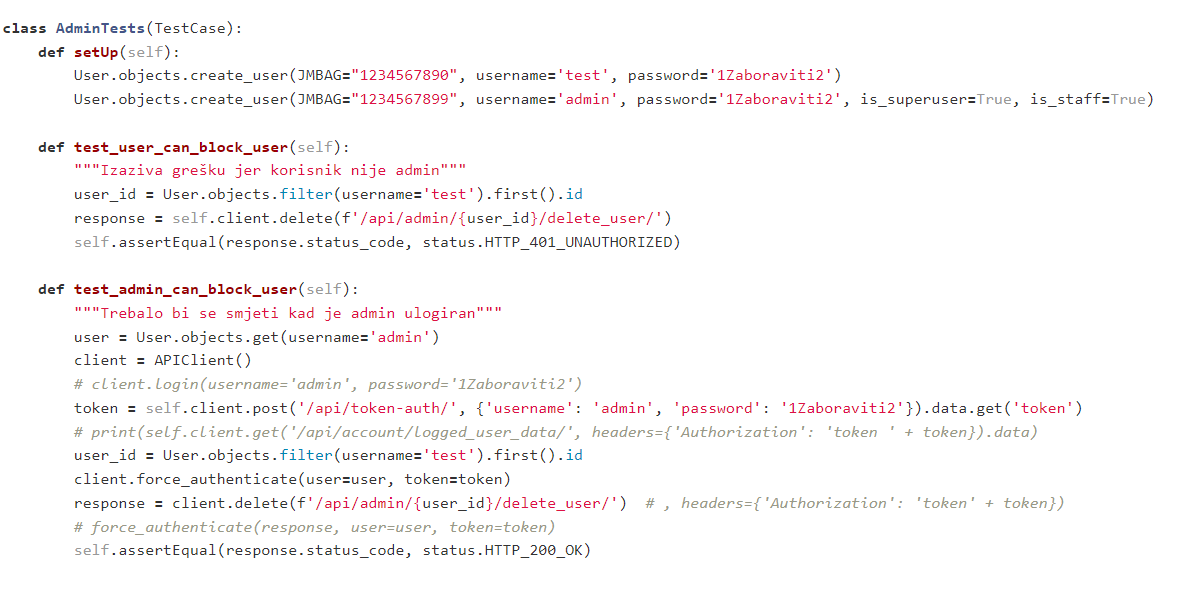 class AdminTests(TestCase):
    def setUp(self):
        User.objects.create_user(JMBAG="1234567890", username='test', password='1Zaboraviti2')
        User.objects.create_user(JMBAG="1234567899", username='admin', password='1Zaboraviti2', is_superuser=True, is_staff=True)

    def test_user_can_block_user(self):
        """Izaziva grešku jer korisnik nije admin"""
        user_id = User.objects.filter(username='test').first().id
        response = self.client.delete(f'/api/admin/{user_id}/delete_user/')
        self.assertEqual(response.status_code, status.HTTP_401_UNAUTHORIZED)

    def test_admin_can_block_user(self):
        """Trebalo bi se smjeti kad je admin ulogiran"""
        user = User.objects.get(username='admin')
        client = APIClient()
        # client.login(username='admin', password='1Zaboraviti2')
        token = self.client.post('/api/token-auth/', {'username': 'admin', 'password': '1Zaboraviti2'}).data.get('token')
        # print(self.client.get('/api/account/logged_user_data/', headers={'Authorization': 'token ' + token}).data)
        user_id = User.objects.filter(username='test').first().id
        client.force_authenticate(user=user, token=token)
        response = client.delete(f'/api/admin/{user_id}/delete_user/')  # , headers={'Authorization': 'token' + token})
        # force_authenticate(response, user=user, token=token)
        self.assertEqual(response.status_code, status.HTTP_200_OK)